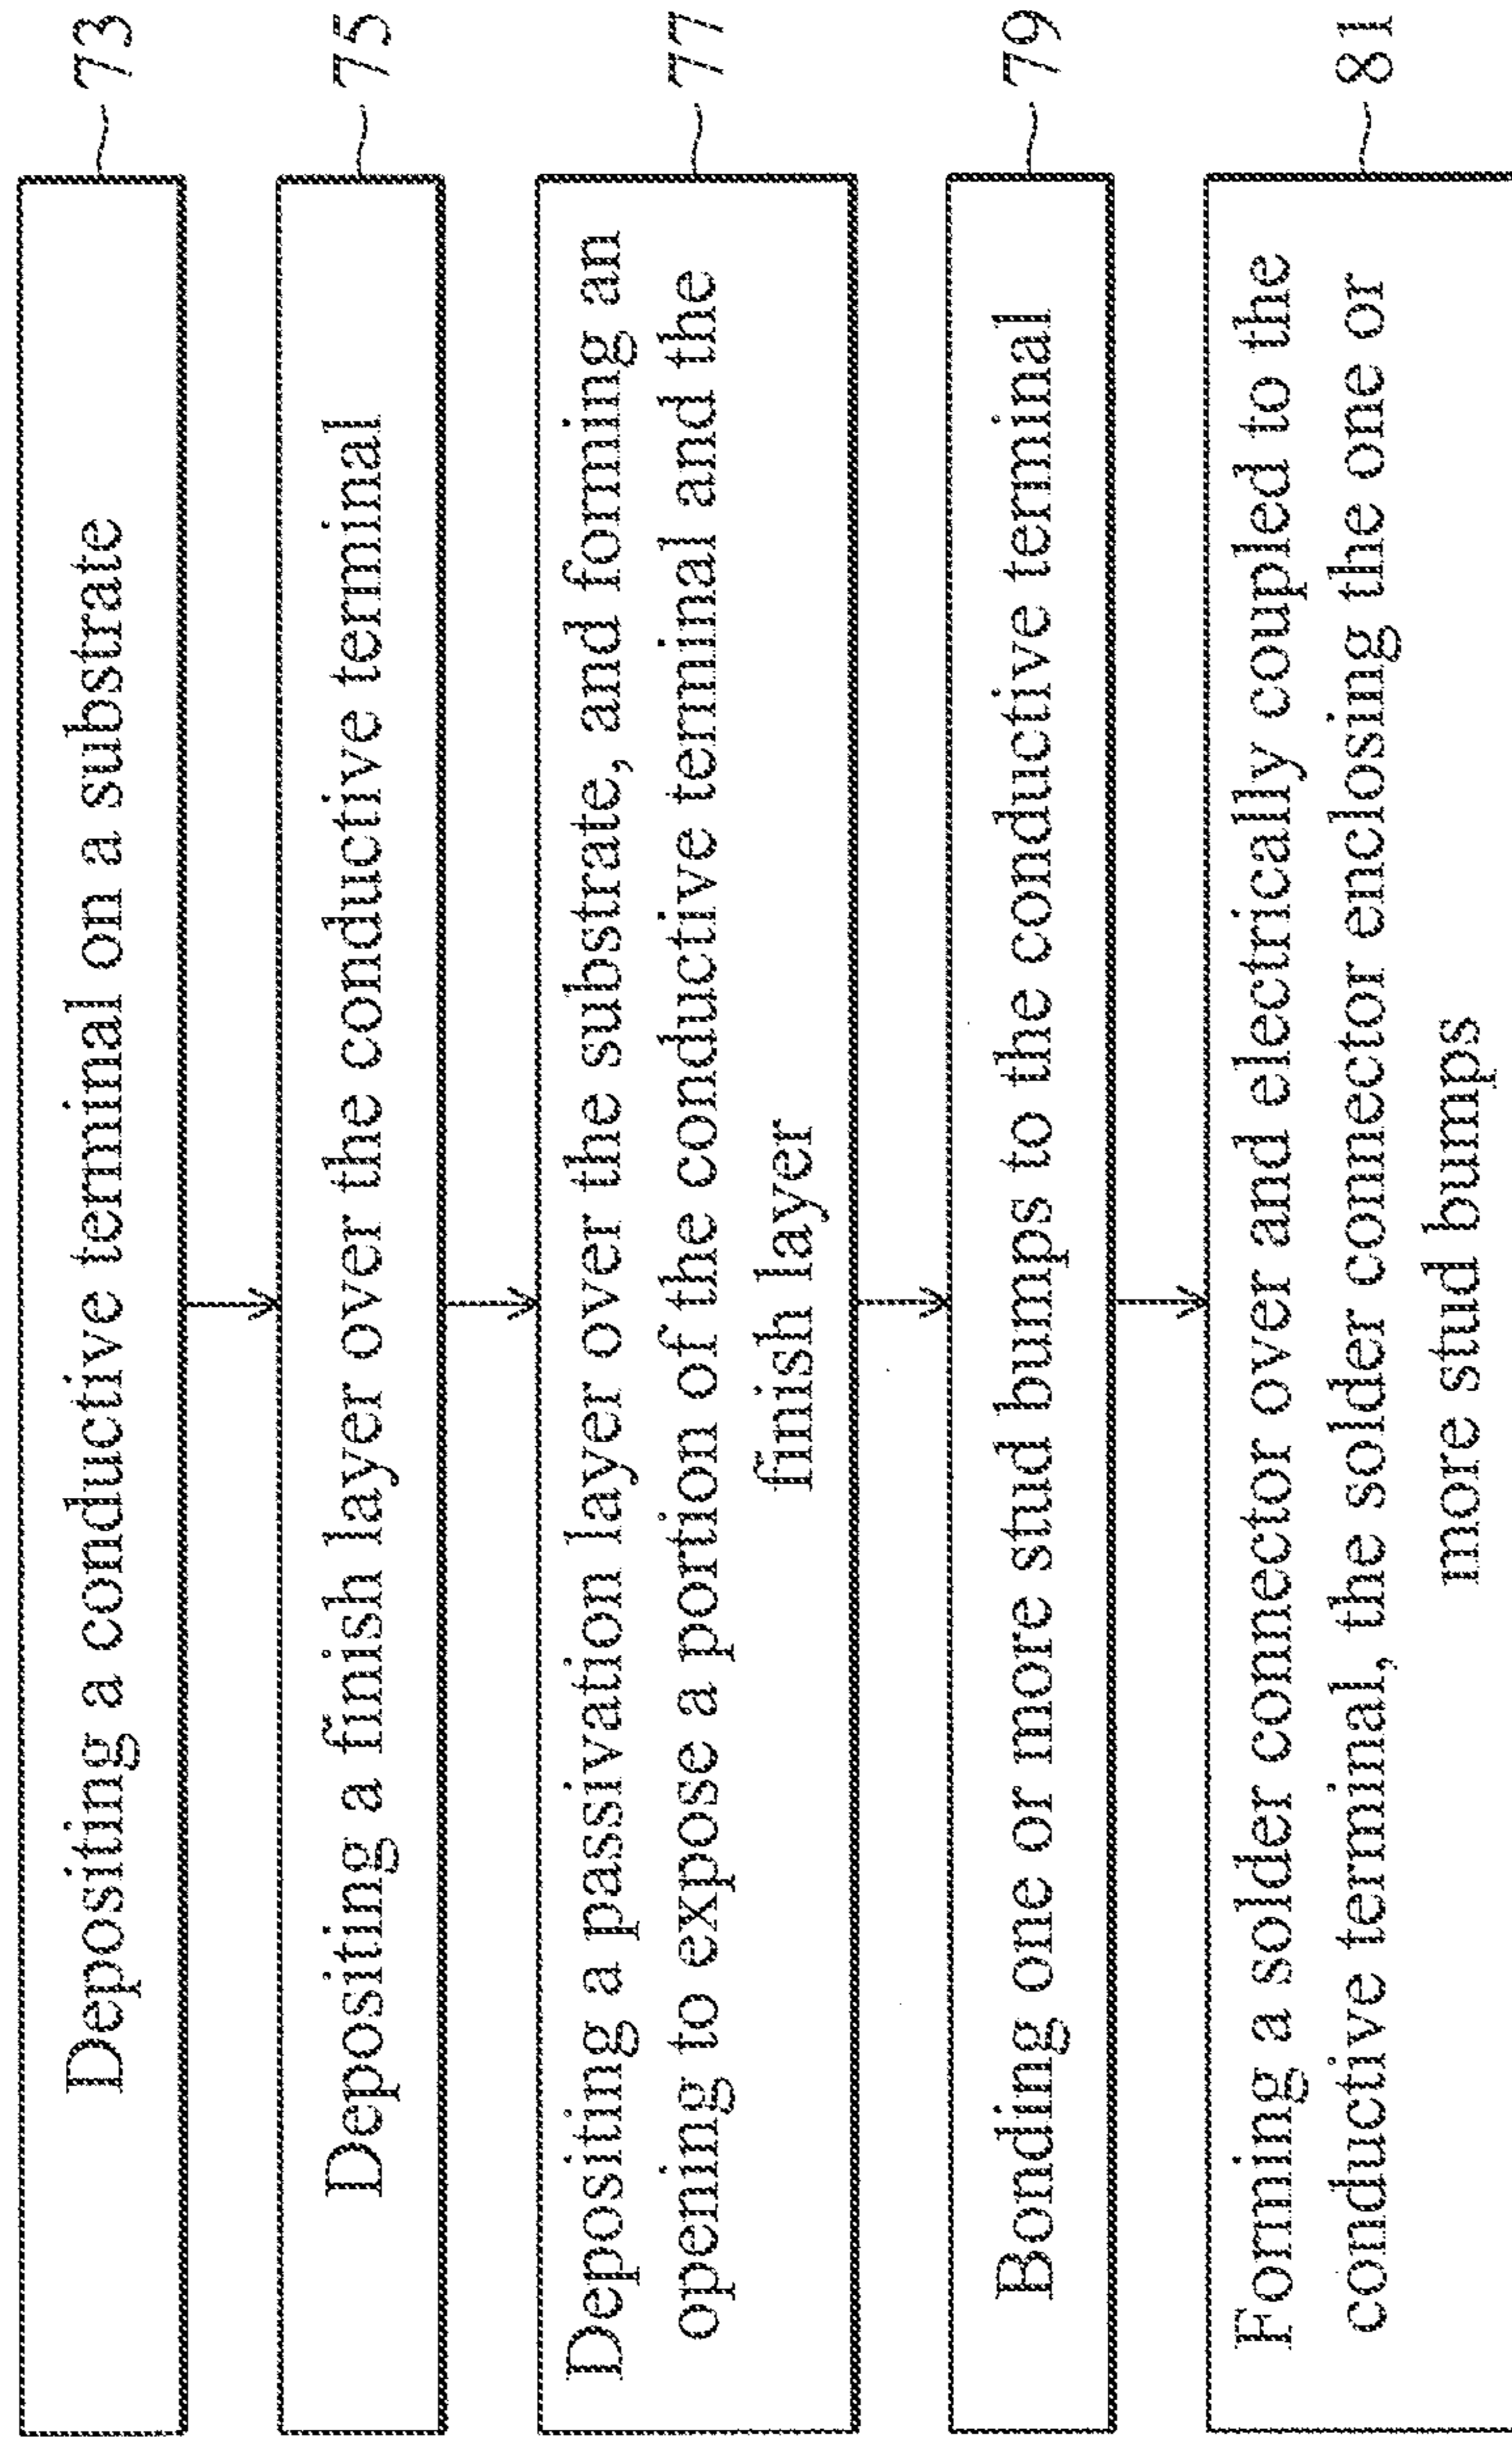 Depositing a conductive terminal on a substrate
73
Depositing a finish layer over the conductive terminal
75
Depositing a passivation layer over the substrate, and forming an
opening to expose a portion of the conductive terminal and the
finish layer
77
Bonding one or more stud bumps to the conductive terminal
79
Forming a solder connector over and electrically coupled to the
conductive terminal, the solder connector enclosing the one or
more stud bumps
81